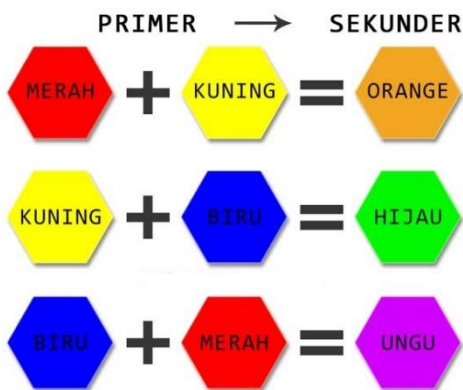 PRIMER → SEKUNDER
MERAH + KUNING = ORANGE
KUNING + BIRU = HIJAU
BIRU + MERAH = UNGU